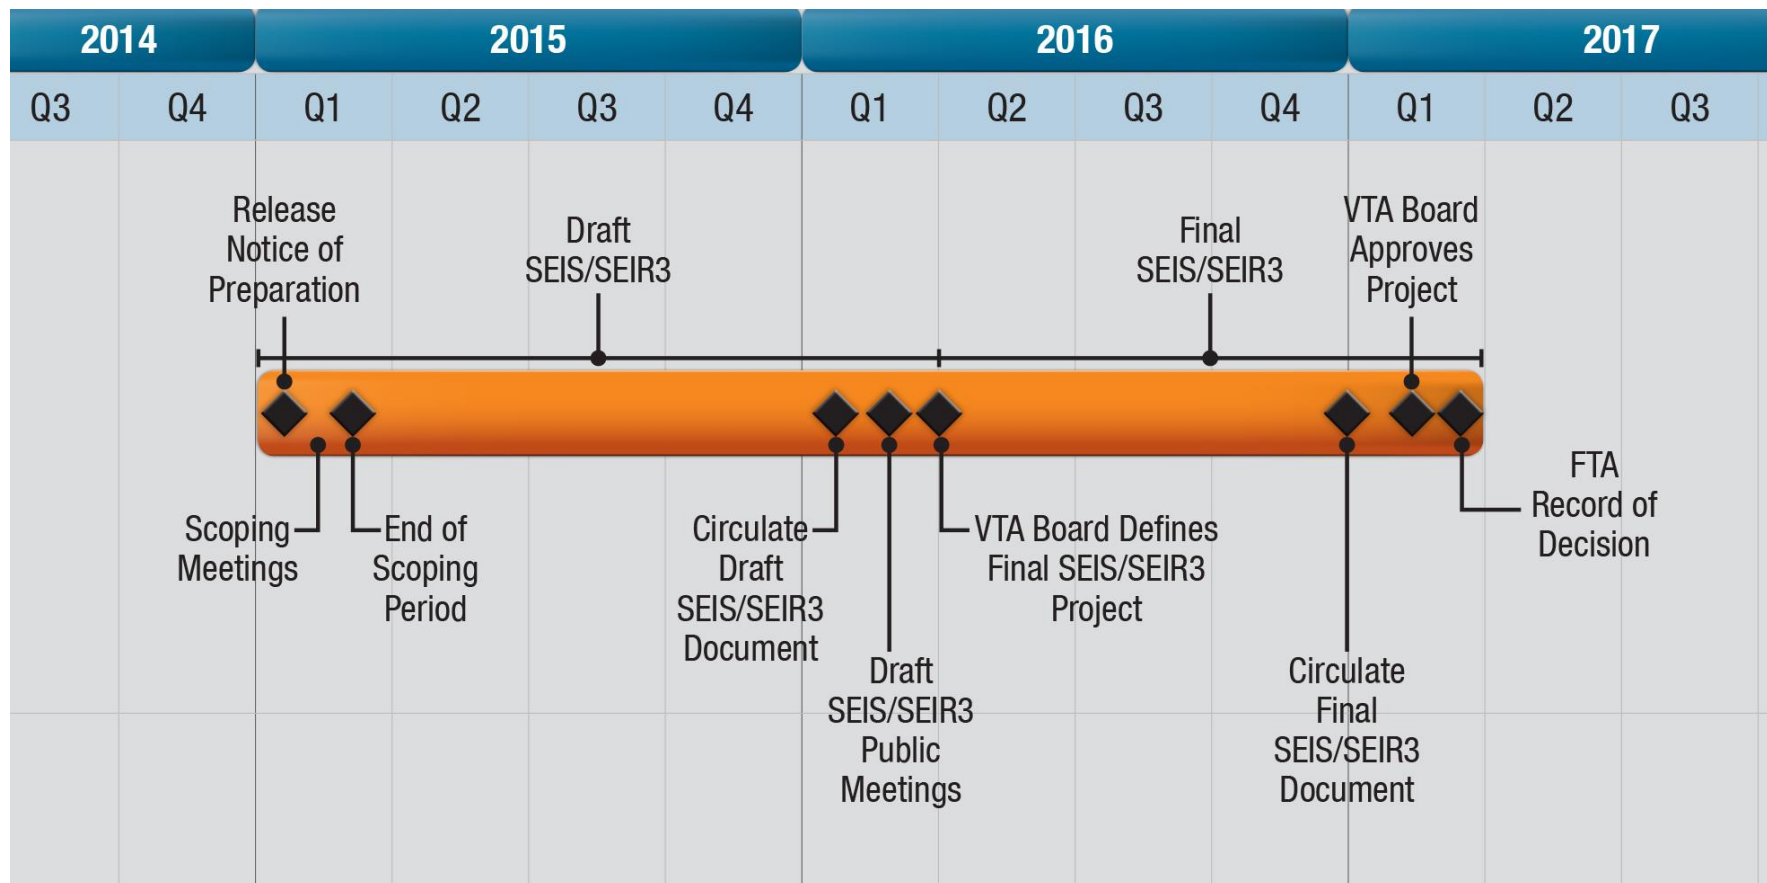 2014 2015 2016 2017
Q3 Q4 Q1 Q2 Q3 Q4 Q1 Q2 Q3 Q4 Q1 Q2 Q3
Release
Notice of
Preparation
Draft
SEIS/SEIR3
Final
SEIS/SEIR3
VTA Board
Approves
Project
Scoping
Meetings
End of
Scoping
Period
Circulate
Draft
SEIS/SEIR3
Document
Draft
SEIS/SEIR3
Public
Meetings
VTA Board Defines
Final SEIS/SEIR3
Project
Circulate
Final
SEIS/SEIR3
Document
FTA
Record of
Decision